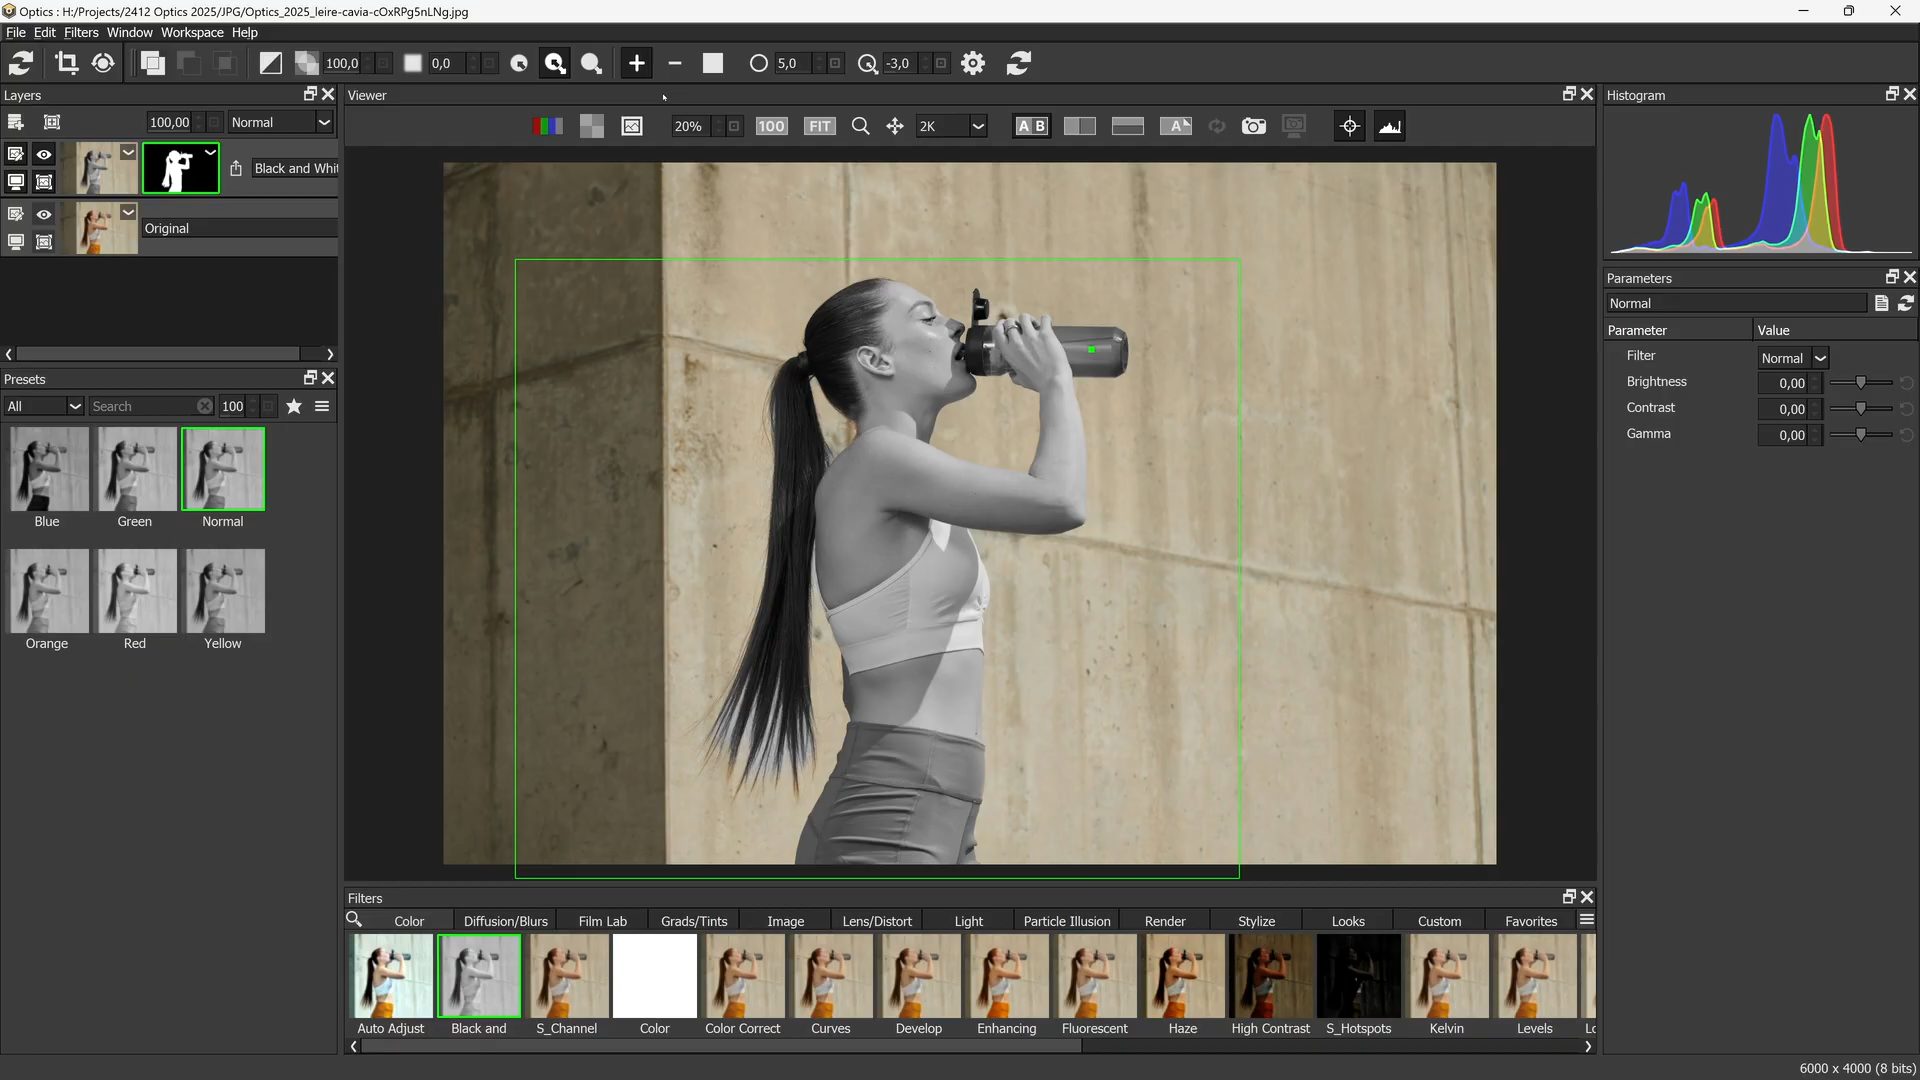 Optics : H:/Projects/2412 Optics 2025/JPG/Optics_2025_leire-cavia-cOxRPg5nLNg.jpg
File Edit Filters Window Workspace Help
100,0 0,0 5,0 -3,0
Layers
Viewer
Histogram
100,00 Normal
20% 100 FIT 2K A B A
Black and Whit
Original
Parameters
Normal
Parameter Value
Filter Normal
Brightness 0,00
Contrast 0,00
Gamma 0,00
Presets
All Search 100
Blue Green Normal
Orange Red Yellow
Filters
Color Diffusion/Blurs Film Lab Grads/Tints Image Lens/Distort Light Particle Illusion Render Stylize Looks Custom Favorites
Auto Adjust Black and S_Channel Color Color Correct Curves Develop Enhancing Fluorescent Haze High Contrast S_Hotspots Kelvin Levels Lo
6000 x 4000 (8 bits)